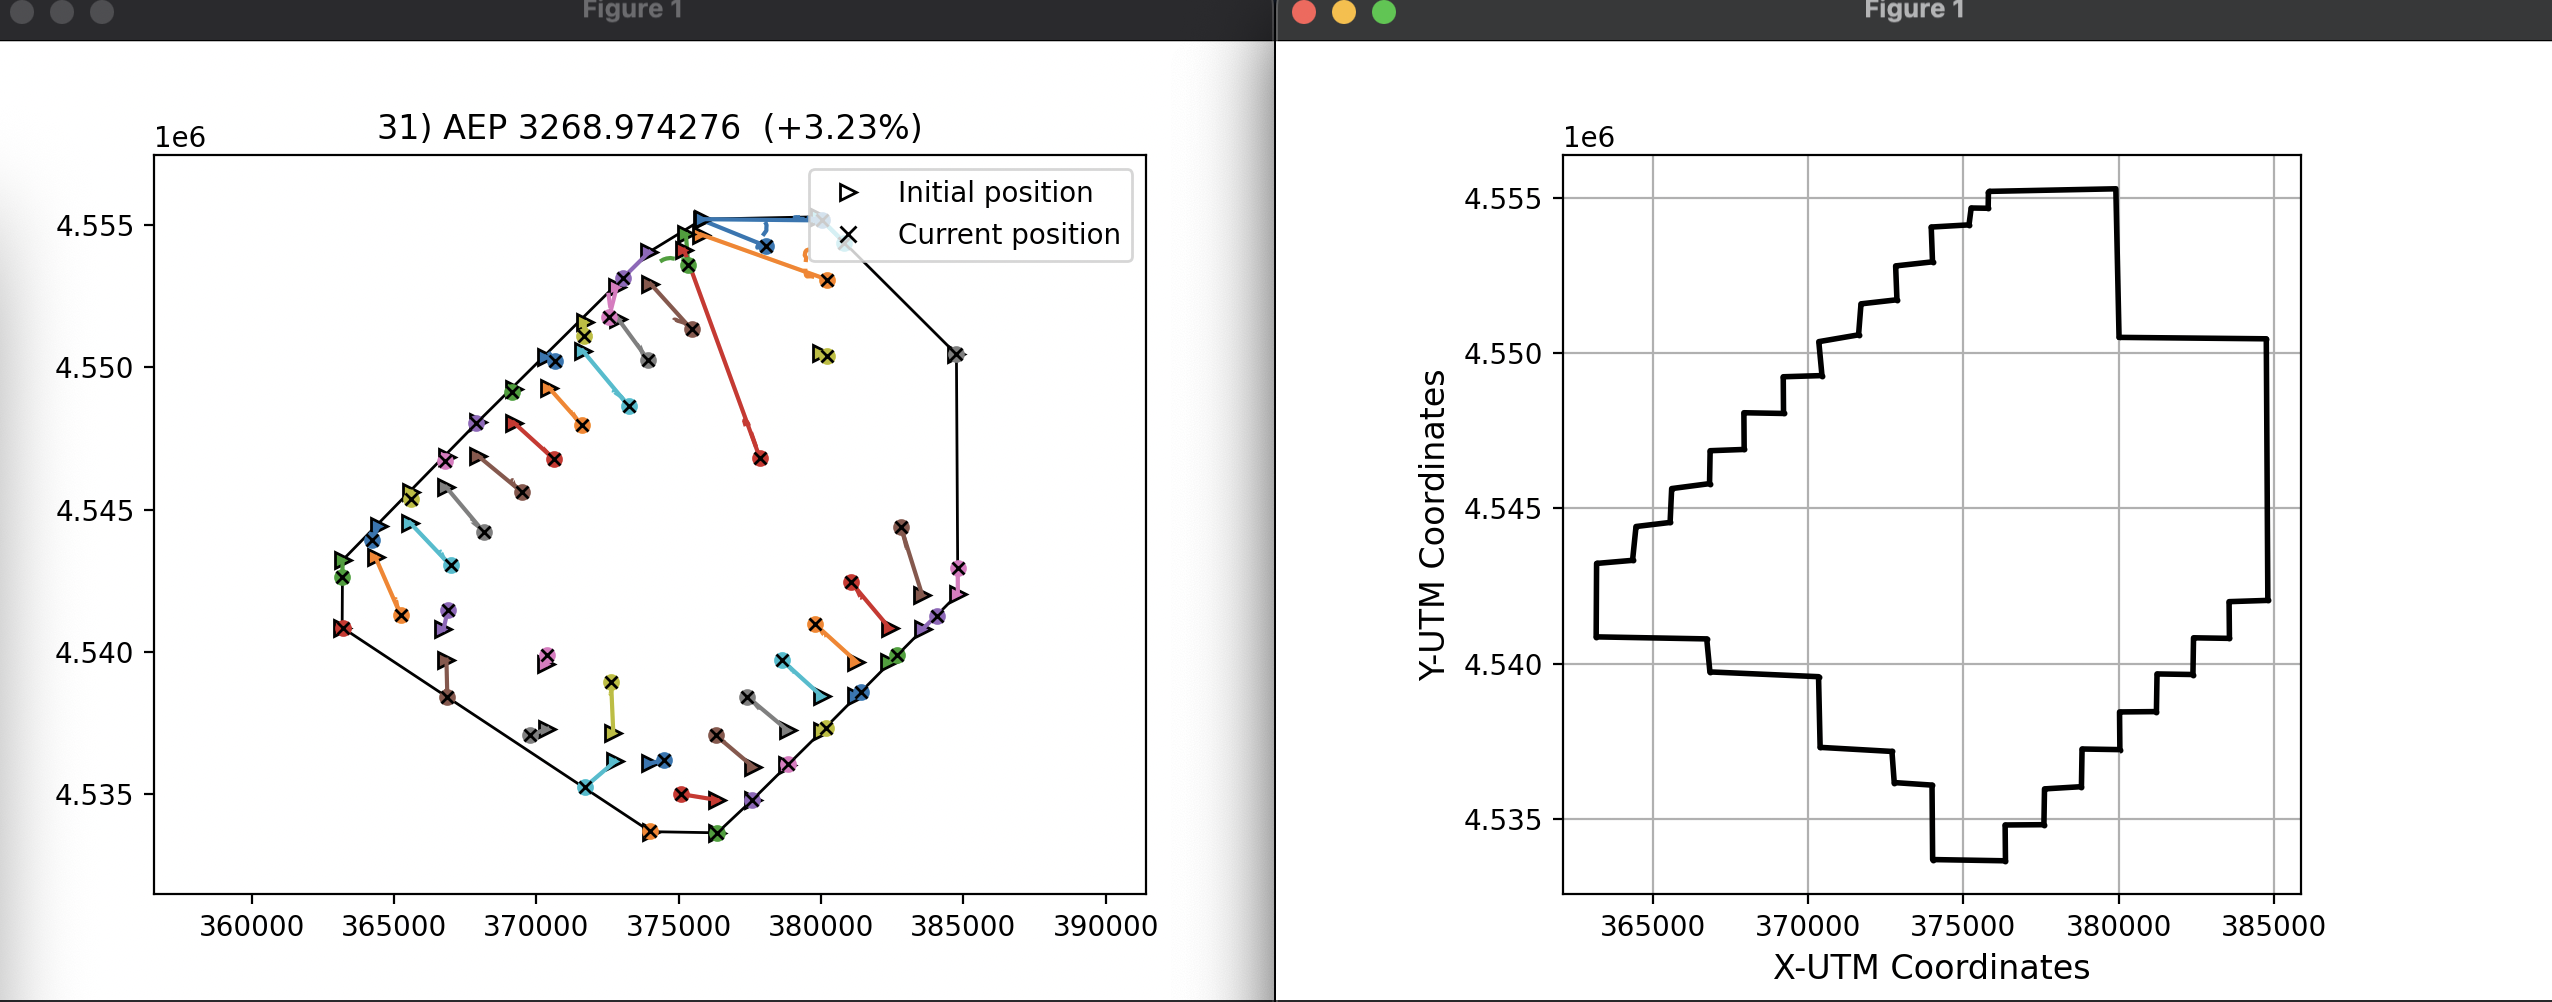 Figure 1
31) AEP 3268.974276  (+3.23%)
1e6
Initial position
Current position
4.555
4.550
4.545
4.540
4.535
360000 365000 370000 375000 380000 385000 390000
Figure 1
1e6
4.555
4.550
4.545
4.540
4.535
Y-UTM Coordinates
365000 370000 375000 380000 385000
X-UTM Coordinates